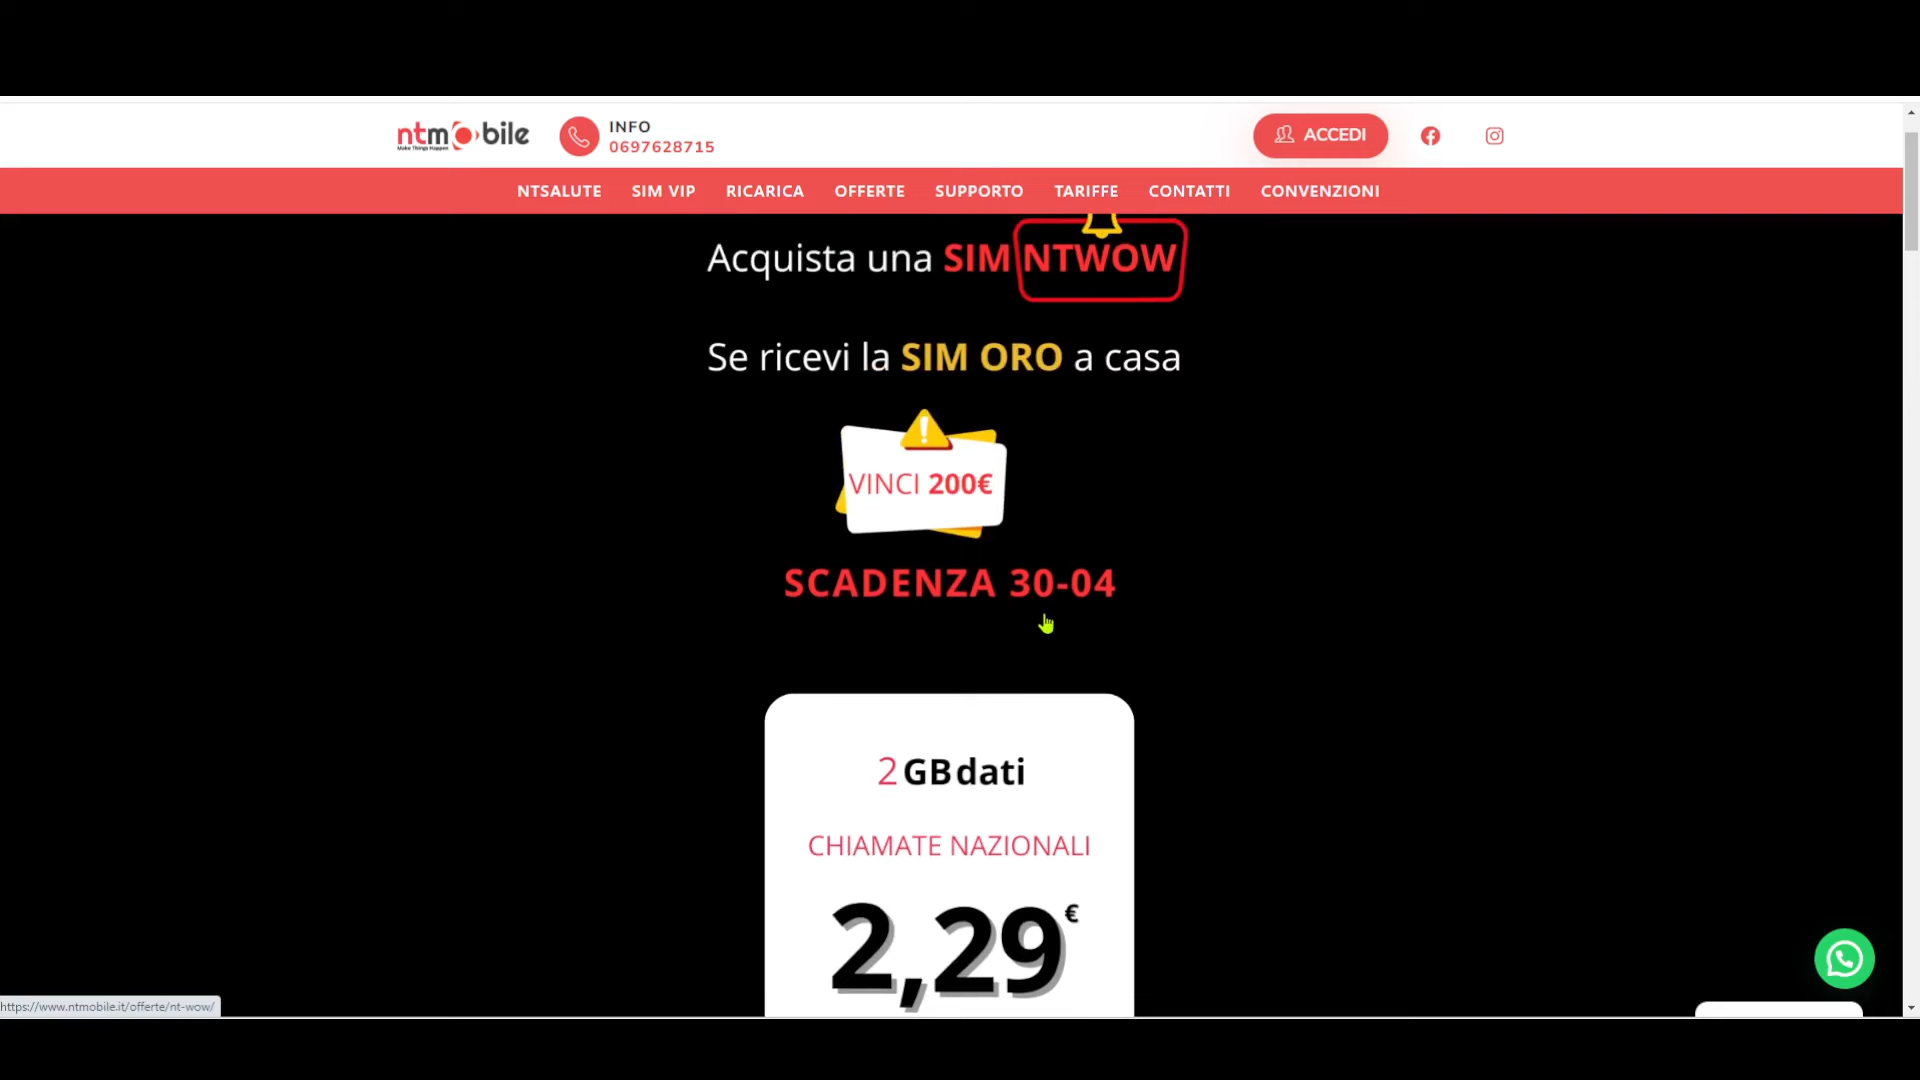 ntmobile
Make Things Happen
INFO
0697628715
ACCEDI
NTSALUTE SIM VIP RICARICA OFFERTE SUPPORTO TARIFFE CONTATTI CONVENZIONI
Acquista una SIM NTWOW
Se ricevi la SIM ORO a casa
VINCI 200€
SCADENZA 30-04
2 GB dati
CHIAMATE NAZIONALI
2,29€
https://www.ntmobile.it/offerte/nt-wow/